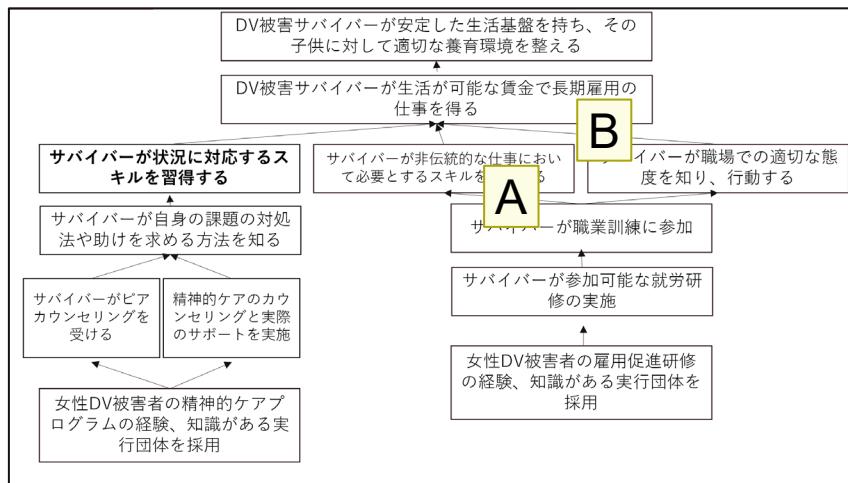 DV被害サバイバーが安定した生活基盤を持ち、その
子供に対して適切な養育環境を整える
DV被害サバイバーが生活が可能な賃金で長期雇用の
仕事を得る
B
サバイバーが状況に対応するス
キルを習得する
サバイバーが非伝統的な仕事におい
て必要とするスキルを
る
イバーが職場での適切な態
度を知り、行動する
A
サバイバーが自身の課題の対処
法や助けを求める方法を知る
サバイバーが職業訓練に参加
サバイバーがピア
カウンセリングを
受ける
精神的ケアのカウ
ンセリングと実際
のサポートを実施
サバイバーが参加可能な就労研
修の実施
女性DV被害者の精神的ケアプ
ログラムの経験、知識がある実
行団体を採用
女性DV被害者の雇用促進研修
の経験、知識がある実行団体を
採用